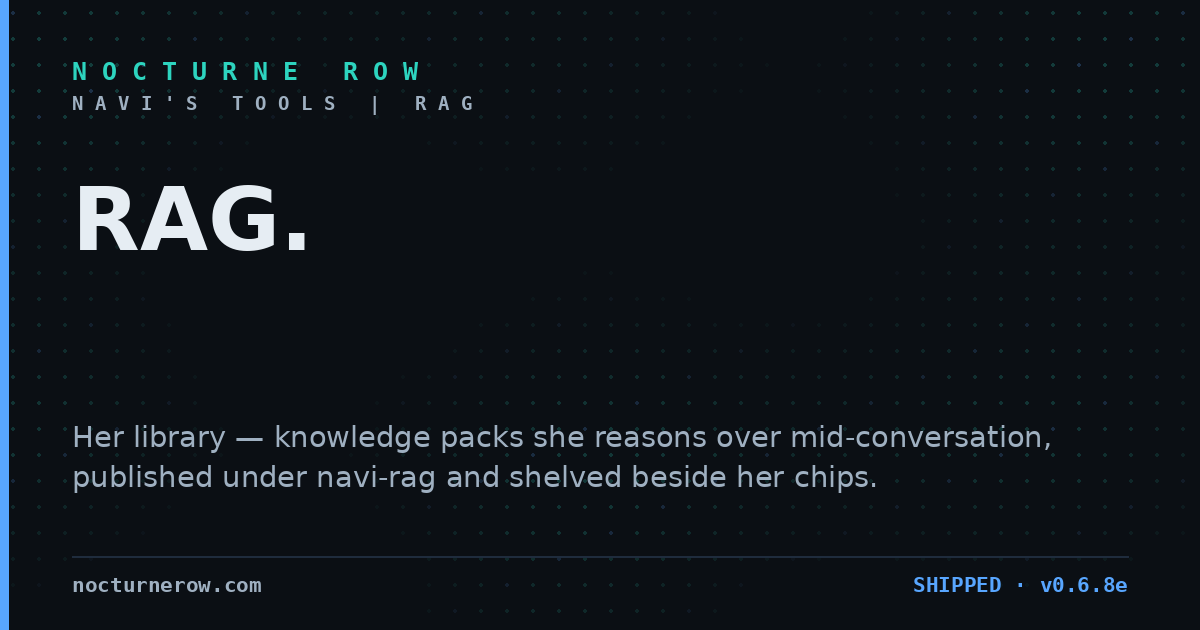 NOCTURNE ROW
NAVI'S TOOLS | RAG
RAG.
Her library — knowledge packs she reasons over mid-conversation,
published under navi-rag and shelved beside her chips.
nocturnerow.com
SHIPPED · v0.6.8e